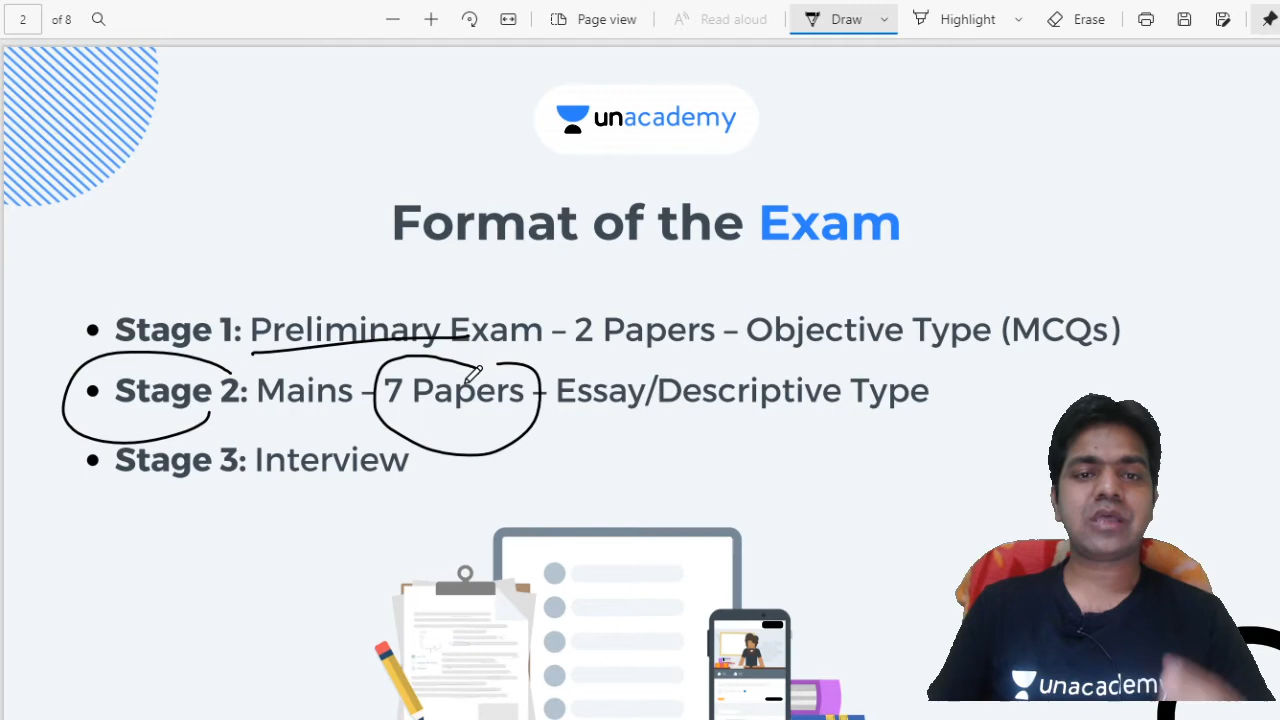 2 of 8 Page view Read aloud Draw Highlight Erase
unacademy
Format of the Exam
• Stage 1: Preliminary Exam – 2 Papers – Objective Type (MCQs)
• Stage 2: Mains – 7 Papers – Essay/Descriptive Type
• Stage 3: Interview
unacademy